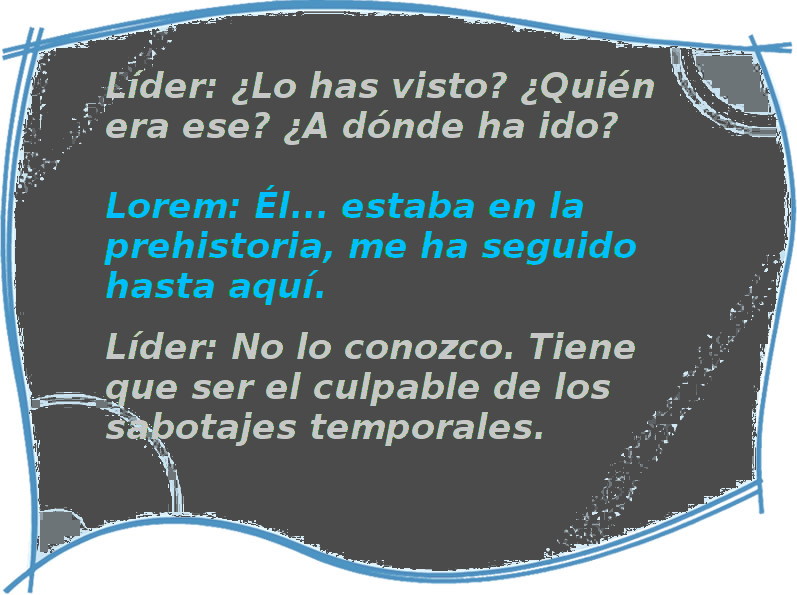 Líder: ¿Lo has visto? ¿Quién
era ese? ¿A dónde ha ido?
Lorem: Él... estaba en la
prehistoria, me ha seguido
hasta aquí.
Líder: No lo conozco. Tiene
que ser el culpable de los
sabotajes temporales.